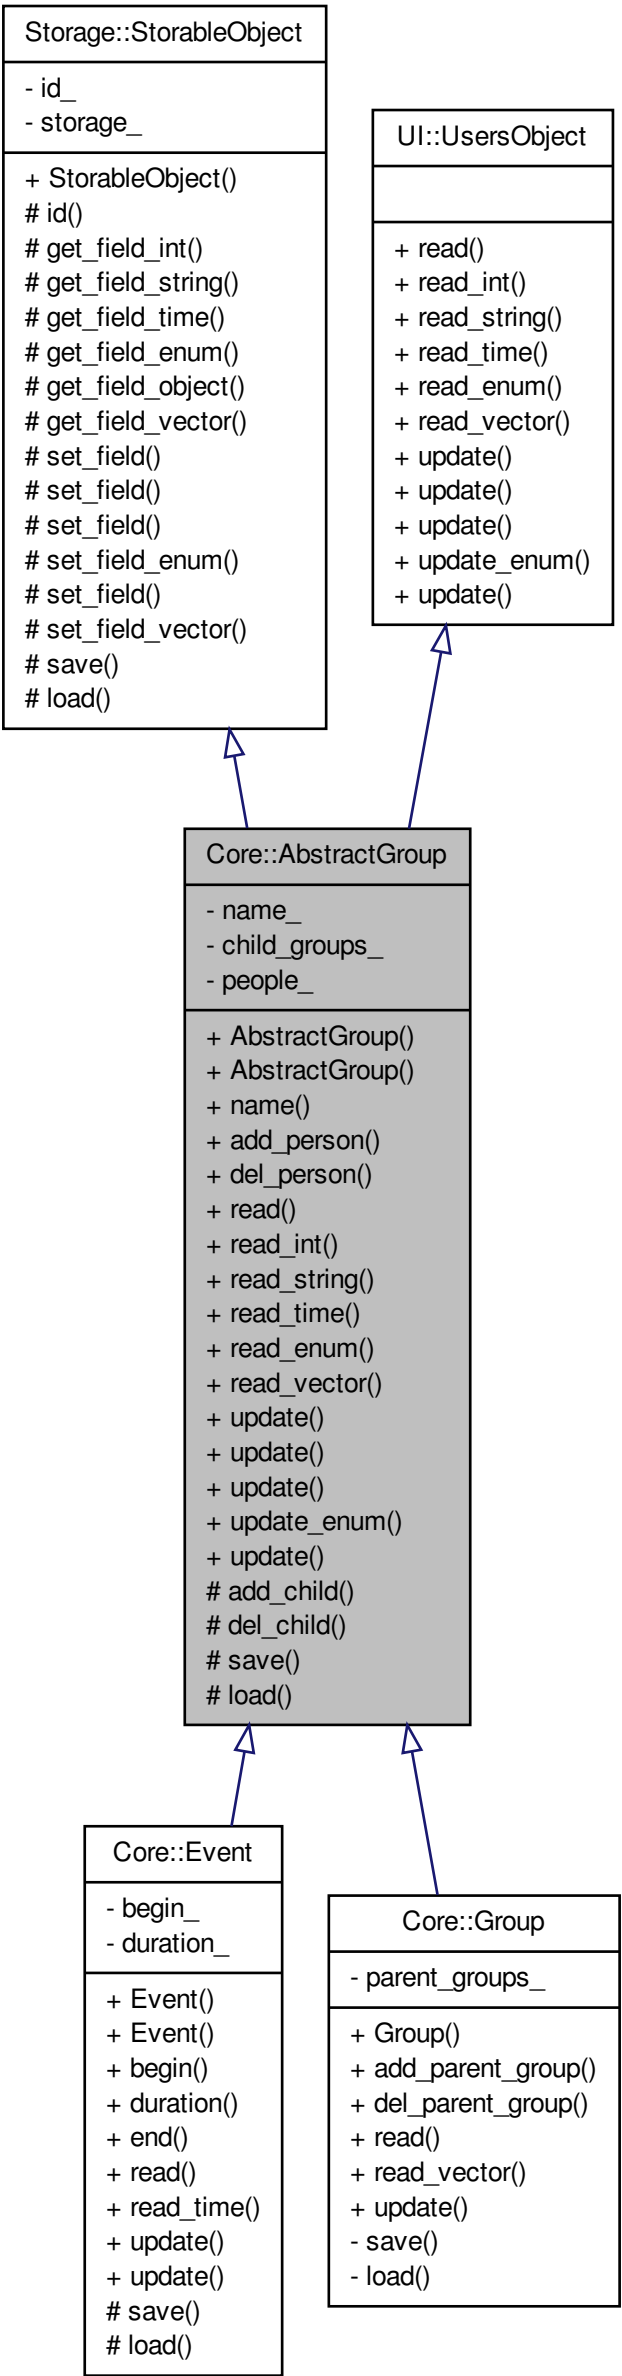 Storage::StorableObject
- id_
- storage_
+ StorableObject()
# id()
# get_field_int()
# get_field_string()
# get_field_time()
# get_field_enum()
# get_field_object()
# get_field_vector()
# set_field()
# set_field()
# set_field()
# set_field_enum()
# set_field()
# set_field_vector()
# save()
# load()
UI::UsersObject
+ read()
+ read_int()
+ read_string()
+ read_time()
+ read_enum()
+ read_vector()
+ update()
+ update()
+ update()
+ update_enum()
+ update()
Core::AbstractGroup
- name_
- child_groups_
- people_
+ AbstractGroup()
+ AbstractGroup()
+ name()
+ add_person()
+ del_person()
+ read()
+ read_int()
+ read_string()
+ read_time()
+ read_enum()
+ read_vector()
+ update()
+ update()
+ update()
+ update_enum()
+ update()
# add_child()
# del_child()
# save()
# load()
Core::Event
- begin_
- duration_
+ Event()
+ Event()
+ begin()
+ duration()
+ end()
+ read()
+ read_time()
+ update()
+ update()
# save()
# load()
Core::Group
- parent_groups_
+ Group()
+ add_parent_group()
+ del_parent_group()
+ read()
+ read_vector()
+ update()
- save()
- load()